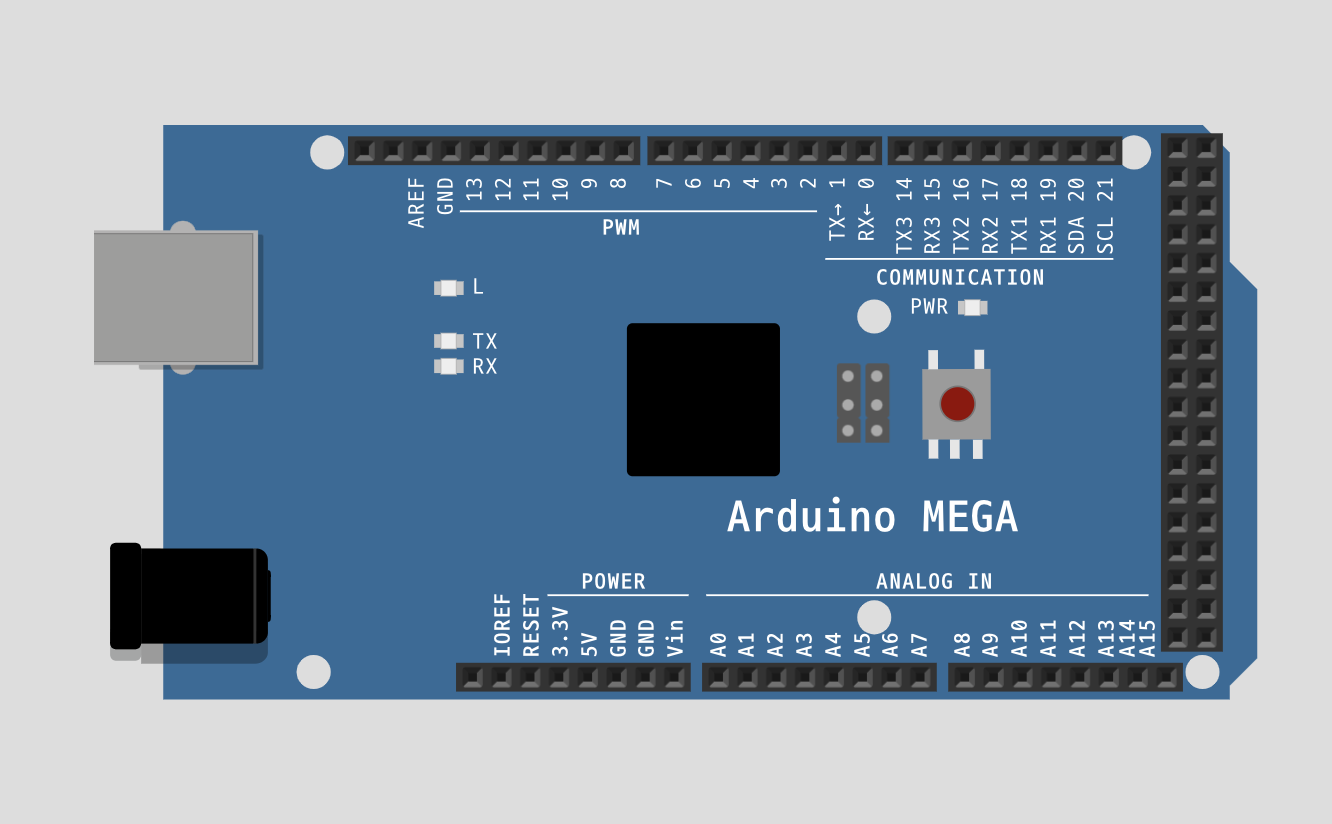 AREF
GND
13
12
11
10
9
8
7
6
5
4
3
2
TX→ 1
RX← 0
TX3 14
RX3 15
TX2 16
RX2 17
TX1 18
RX1 19
SDA 20
SCL 21
PWM
COMMUNICATION
L
PWR
TX
RX
Arduino MEGA
POWER
ANALOG IN
IOREF
RESET
3.3V
5V
GND
GND
Vin
A0
A1
A2
A3
A4
A5
A6
A7
A8
A9
A10
A11
A12
A13
A14
A15